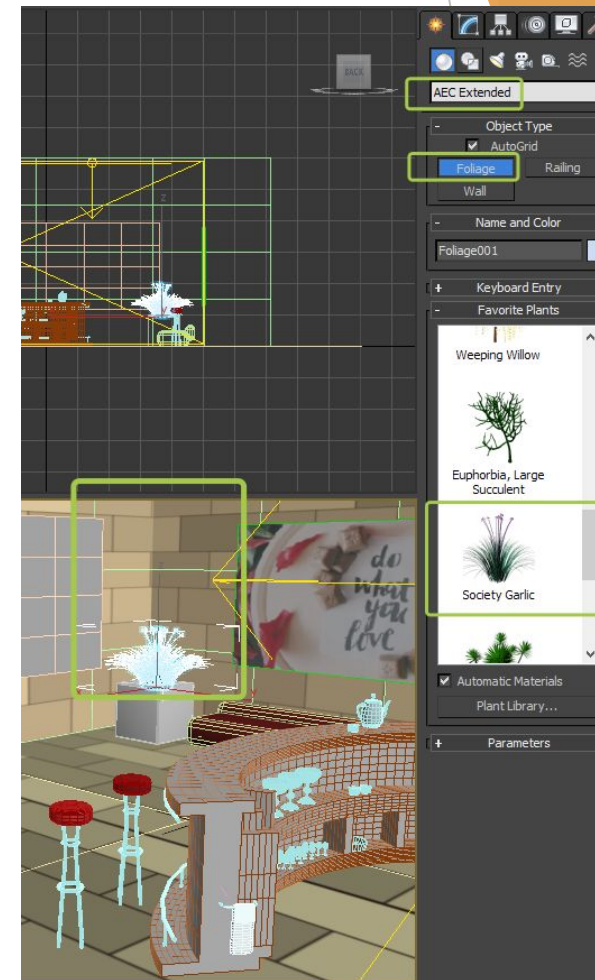 BACK
z
AEC Extended
- Object Type
AutoGrid
Foliage Railing
Wall
- Name and Color
Foliage001
+ Keyboard Entry
- Favorite Plants
Weeping Willow
Euphorbia, Large
Succulent
Society Garlic
Automatic Materials
Plant Library...
+ Parameters
do
what
you
love